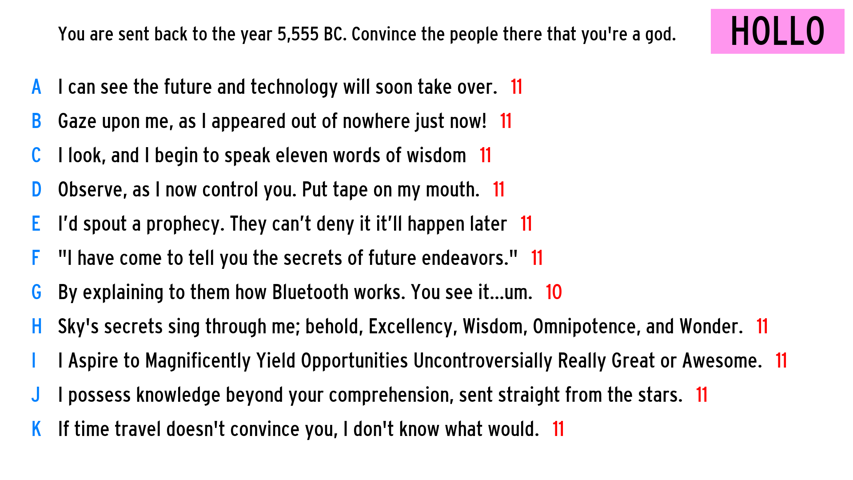 You are sent back to the year 5,555 BC. Convince the people there that you're a god.
HOLLO
A I can see the future and technology will soon take over. 11
B Gaze upon me, as I appeared out of nowhere just now! 11
C I look, and I begin to speak eleven words of wisdom 11
D Observe, as I now control you. Put tape on my mouth. 11
E I’d spout a prophecy. They can’t deny it it’ll happen later 11
F "I have come to tell you the secrets of future endeavors." 11
G By explaining to them how Bluetooth works. You see it...um. 10
H Sky's secrets sing through me; behold, Excellency, Wisdom, Omnipotence, and Wonder. 11
I I Aspire to Magnificently Yield Opportunities Uncontroversially Really Great or Awesome. 11
J I possess knowledge beyond your comprehension, sent straight from the stars. 11
K If time travel doesn't convince you, I don't know what would. 11